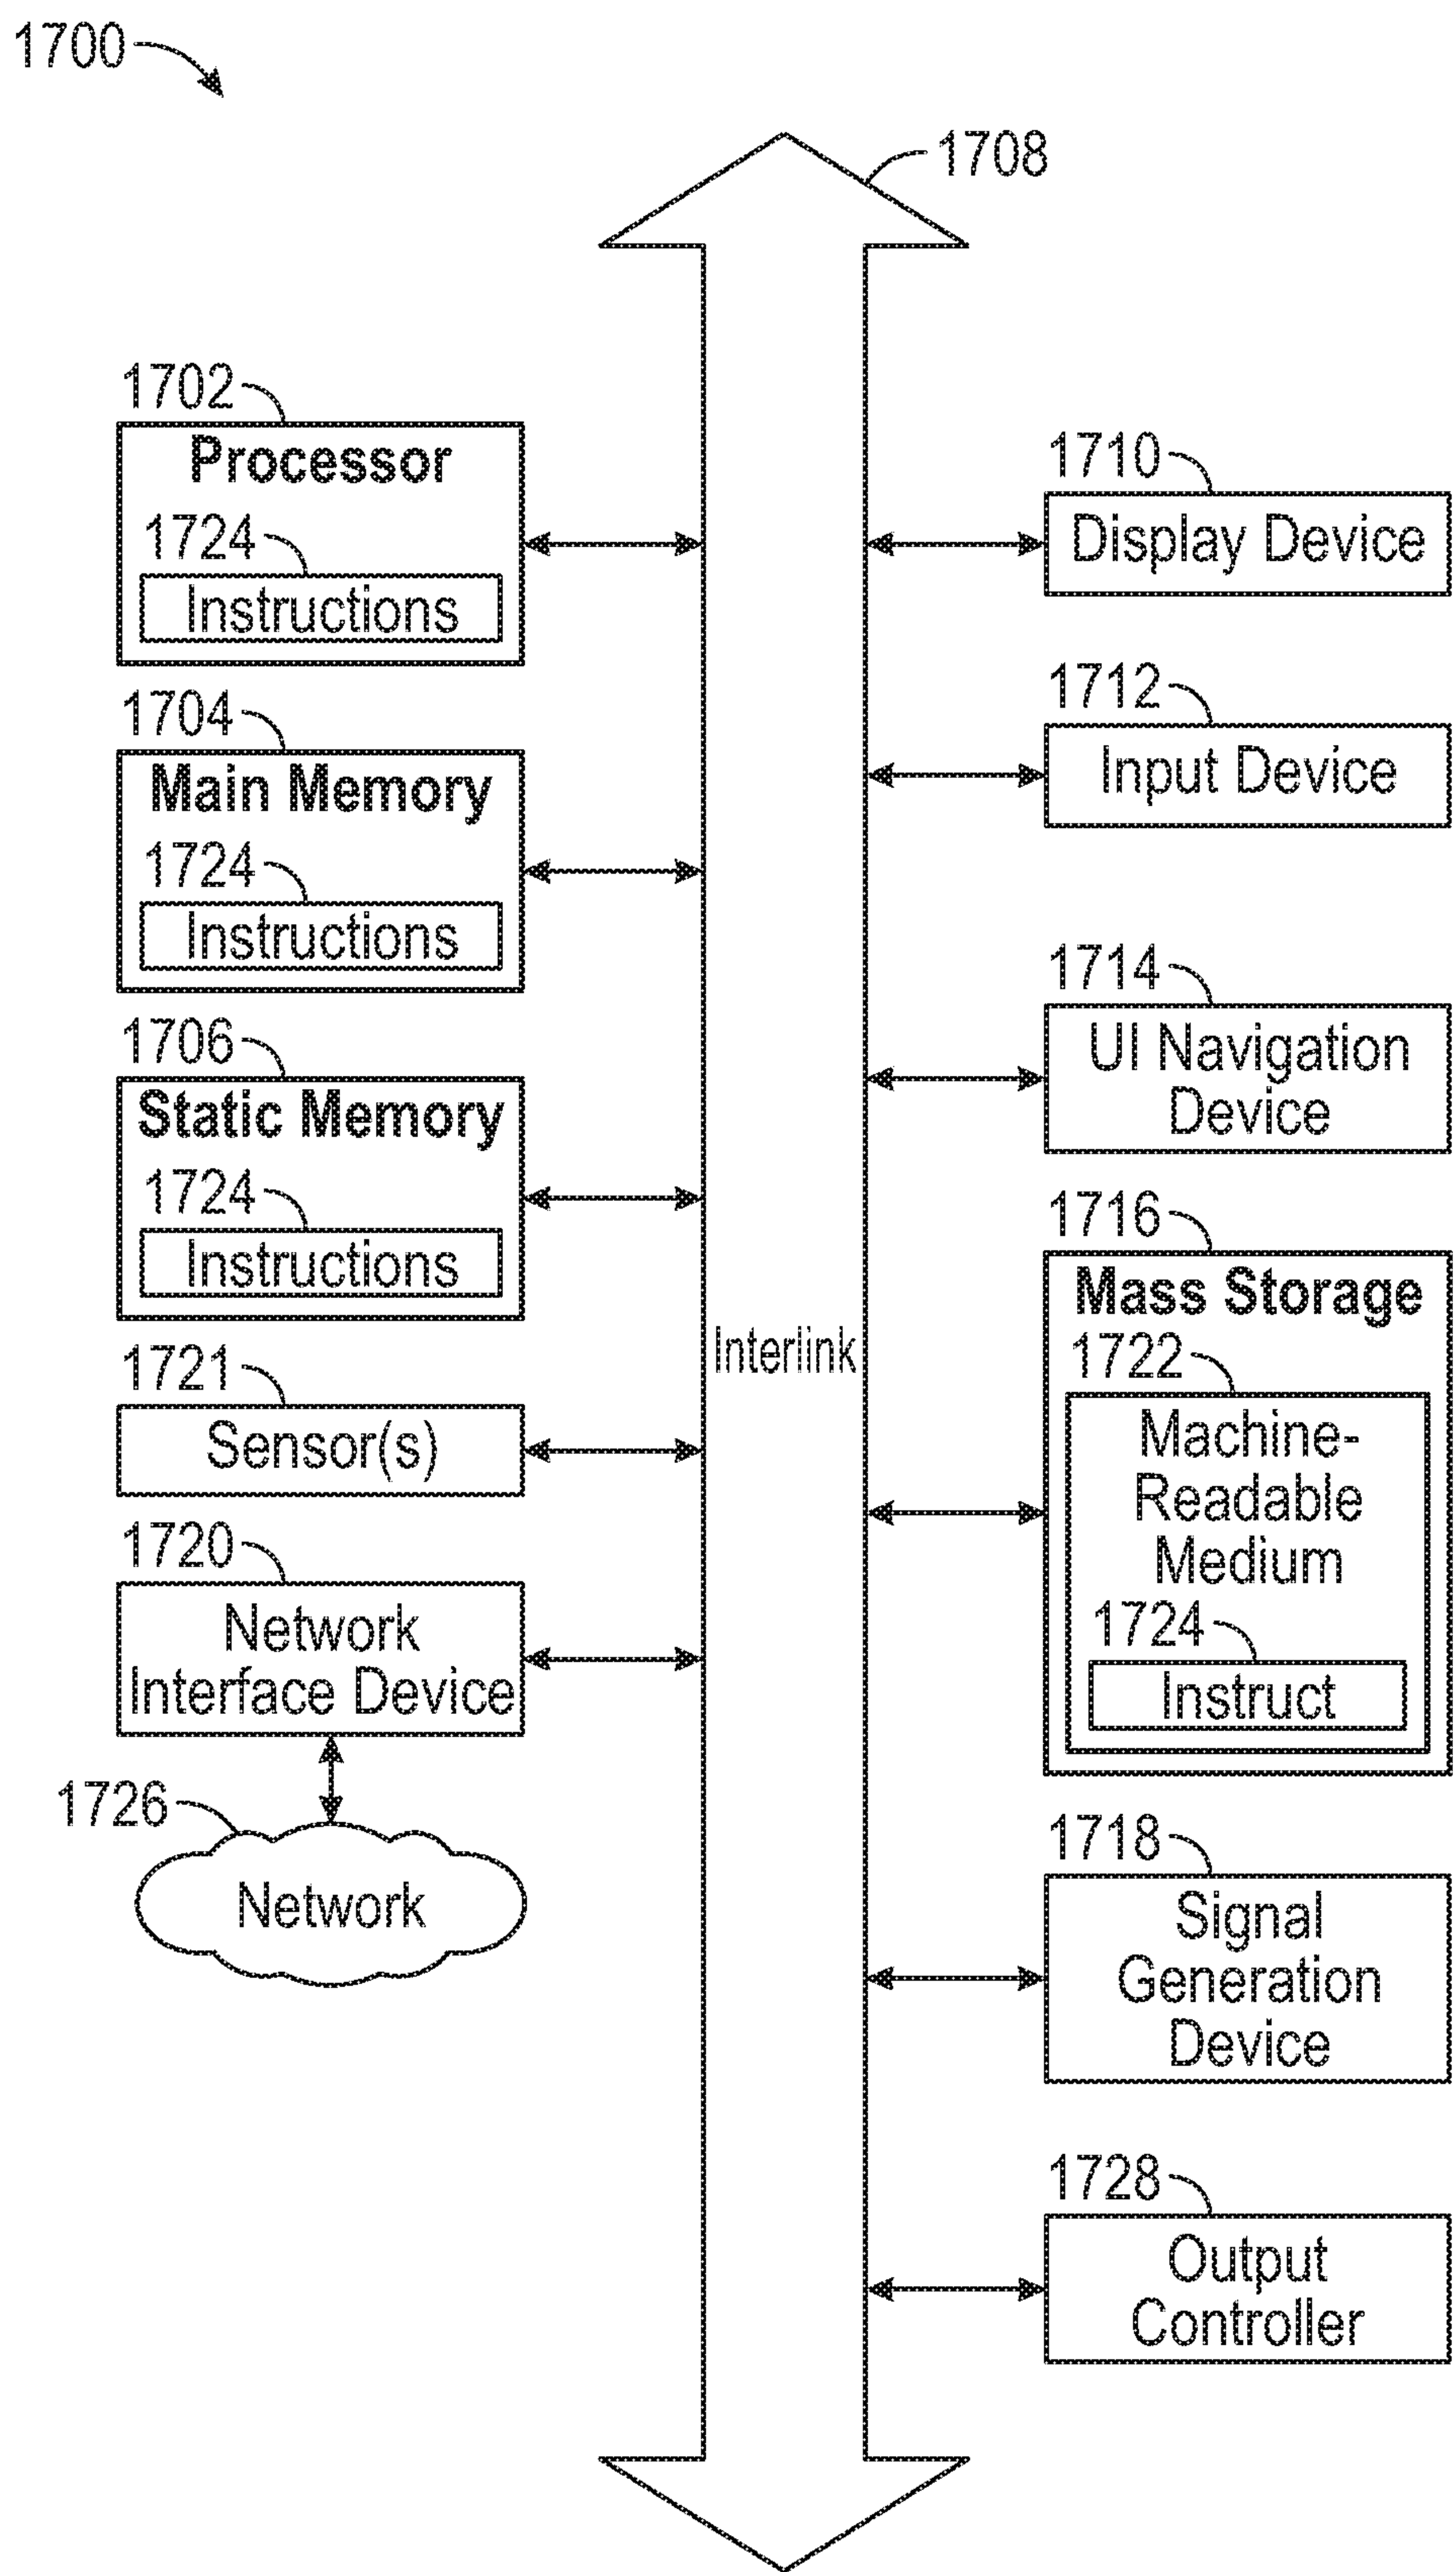 1700
1708
1702
Processor
1724
Instructions
1704
Main Memory
1724
Instructions
1706
Static Memory
1724
Instructions
1721
Sensor(s)
1720
Network
Interface Device
1726
Network
Interlink
1710
Display Device
1712
Input Device
1714
UI Navigation
Device
1716
Mass Storage
1722
Machine-
Readable
Medium
1724
Instruct
1718
Signal
Generation
Device
1728
Output
Controller